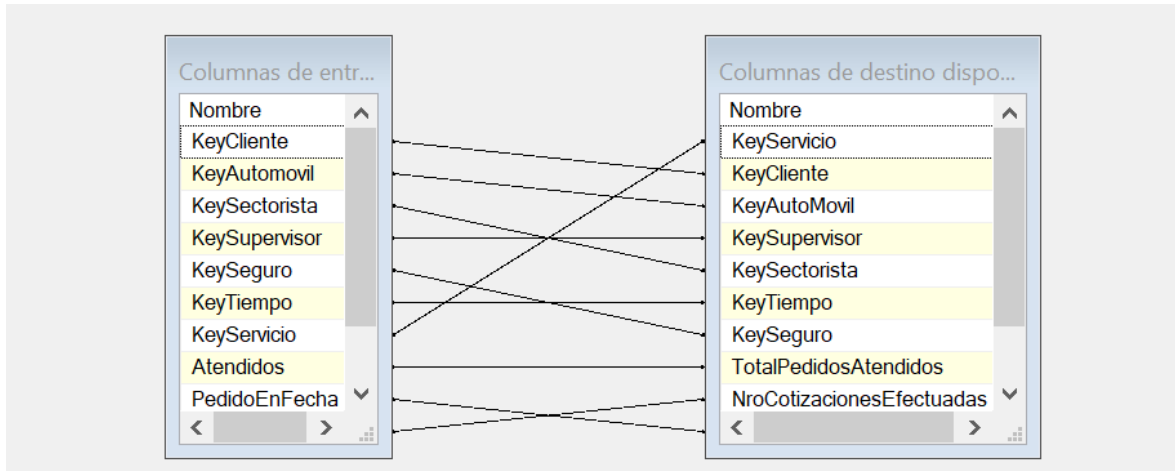 Columnas de entr...
Nombre
KeyCliente
KeyAutomovil
KeySectorista
KeySupervisor
KeySeguro
KeyTiempo
KeyServicio
Atendidos
PedidoEnFecha
Columnas de destino dispo...
Nombre
KeyServicio
KeyCliente
KeyAutoMovil
KeySupervisor
KeySectorista
KeyTiempo
KeySeguro
TotalPedidosAtendidos
NroCotizacionesEfectuadas